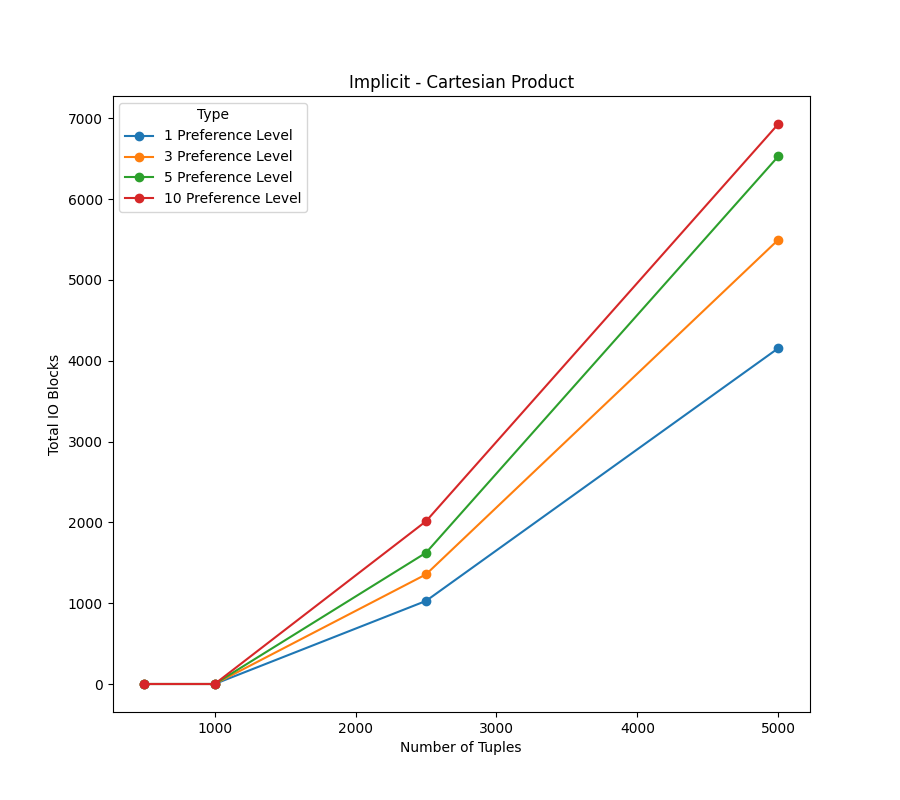 Implicit - Cartesian Product
Type
1 Preference Level
3 Preference Level
5 Preference Level
10 Preference Level
Total IO Blocks
7000
6000
5000
4000
3000
2000
1000
0
1000 2000 3000 4000 5000
Number of Tuples